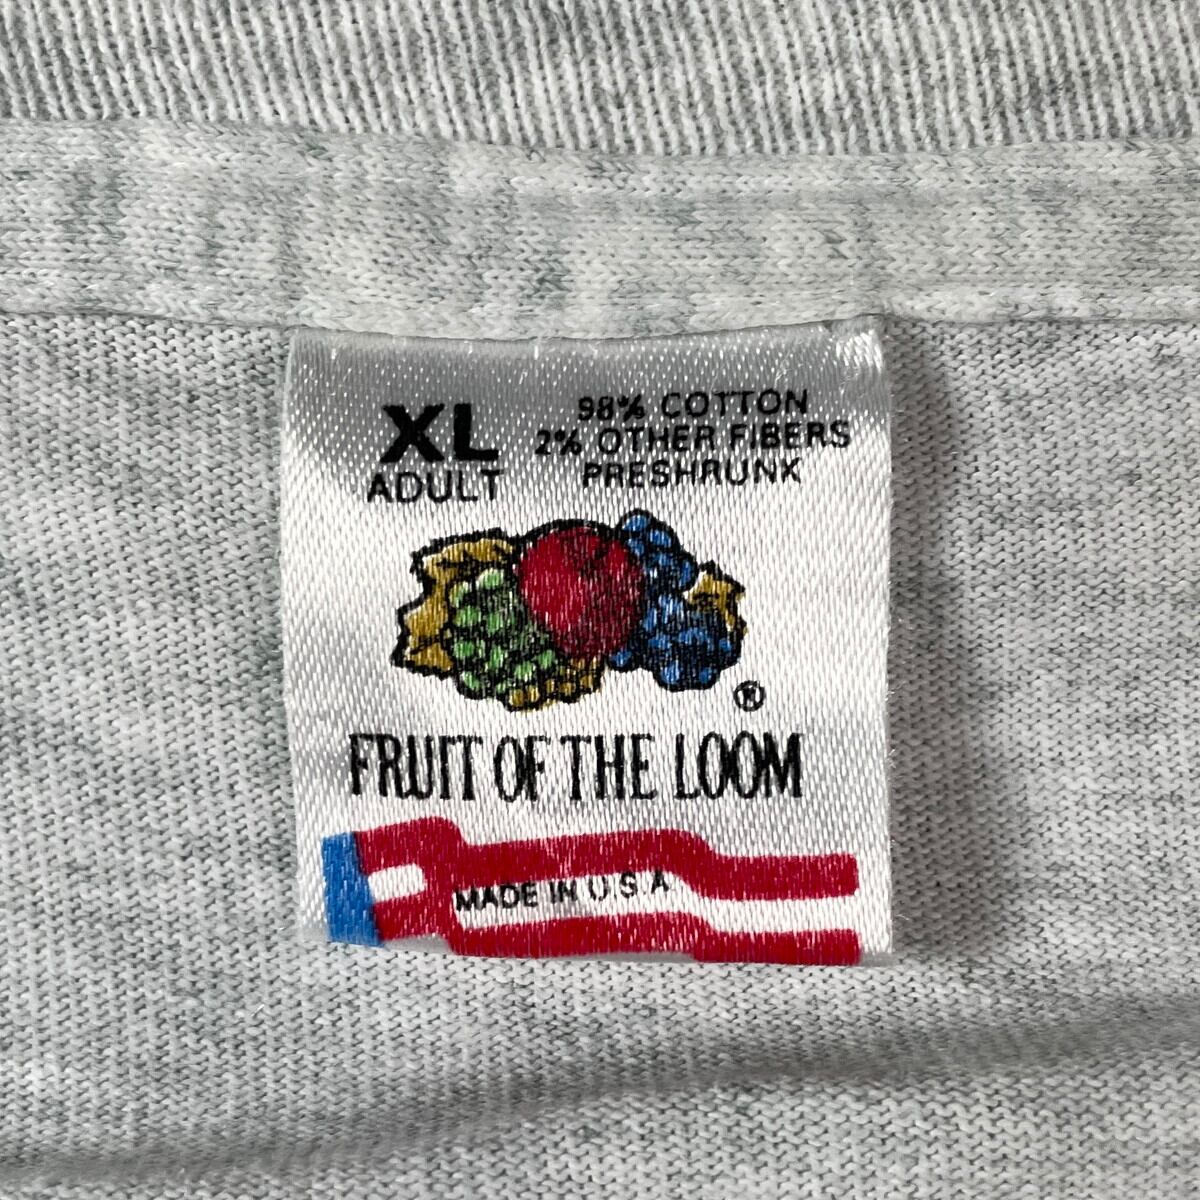 XL
ADULT
98% COTTON
2% OTHER FIBERS
PRESHRUNK
®
FRUIT OF THE LOOM
MADE IN U.S.A.